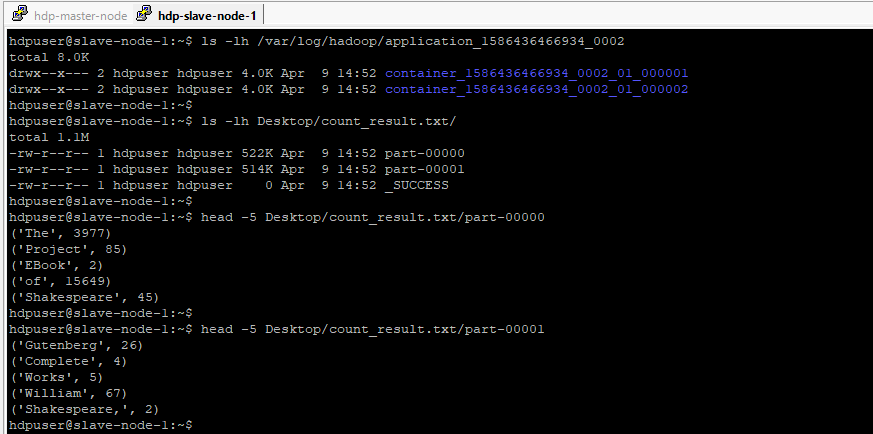 hdp-master-node hdp-slave-node-1
hdpuser@slave-node-1:~$ ls -lh /var/log/hadoop/application_1586436466934_0002
total 8.0K
drwx--x--- 2 hdpuser hdpuser 4.0K Apr  9 14:52 container_1586436466934_0002_01_000001
drwx--x--- 2 hdpuser hdpuser 4.0K Apr  9 14:52 container_1586436466934_0002_01_000002
hdpuser@slave-node-1:~$
hdpuser@slave-node-1:~$ ls -lh Desktop/count_result.txt/
total 1.1M
-rw-r--r-- 1 hdpuser hdpuser 522K Apr  9 14:52 part-00000
-rw-r--r-- 1 hdpuser hdpuser 514K Apr  9 14:52 part-00001
-rw-r--r-- 1 hdpuser hdpuser    0 Apr  9 14:52 _SUCCESS
hdpuser@slave-node-1:~$
hdpuser@slave-node-1:~$ head -5 Desktop/count_result.txt/part-00000
('The', 3977)
('Project', 85)
('EBook', 2)
('of', 15649)
('Shakespeare', 45)
hdpuser@slave-node-1:~$
hdpuser@slave-node-1:~$ head -5 Desktop/count_result.txt/part-00001
('Gutenberg', 26)
('Complete', 4)
('Works', 5)
('William', 67)
('Shakespeare,', 2)
hdpuser@slave-node-1:~$